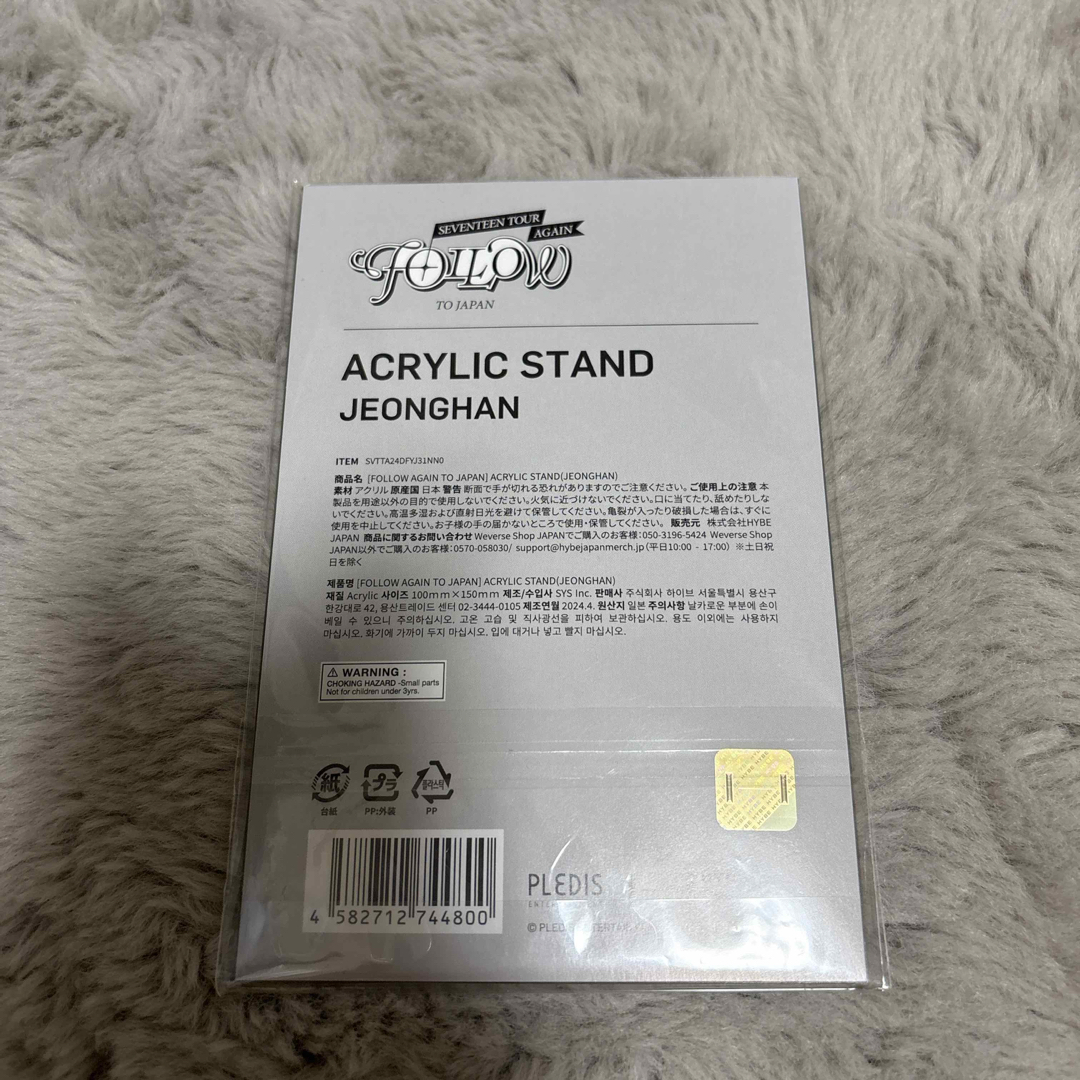 SEVENTEEN TOUR
AGAIN
FOLLOW
TO JAPAN
ACRYLIC STAND
JEONGHAN
ITEM SVTTA24DFYJ31NN0
商品名 [FOLLOW AGAIN TO JAPAN] ACRYLIC STAND(JEONGHAN)
素材 アクリル 原産国 日本 警告 断面で手が切れる恐れがありますのでご注意ください。ご使用上の注意 本
製品を用途以外の目的で使用しないでください。火気に近づけないでください。口に当てたり、舐めたりしな
いでください。高温多湿および直射日光を避けて保管してください。亀裂が入ったり破損した場合は、すぐに
使用を中止してください。お子様の手の届かないところで使用・保管してください。 販売元 株式会社HYBE
JAPAN 商品に関するお問い合わせ Weverse Shop JAPANでご購入のお客様：050-3196-5424 Weverse Shop
JAPAN以外でご購入のお客様：0570-058030/ support@hybejapanmerch.jp (平日10:00 - 17:00) ※土日祝
日を除く
제품명 [FOLLOW AGAIN TO JAPAN] ACRYLIC STAND(JEONGHAN)
재질 Acrylic 사이즈 100mm×150mm 제조/수입사 SYS Inc. 판매사 주식회사 하이브 서울특별시 용산구
한강대로 42, 용산트레이드 센터 02-3444-0105 제조연월 2024.4. 원산지 일본 주의사항 날카로운 부분에 손이
베일 수 있으니 주의하십시오. 고온 고습 및 직사광선을 피하여 보관하십시오. 용도 이외에는 사용하지
마십시오. 화기에 가까이 두지 마십시오. 입에 대거나 넣고 빨지 마십시오.
⚠ WARNING :
CHOKING HAZARD -Small parts
Not for children under 3yrs.
紙 プラ 플라스틱
台紙 PP:外装 PP
HYBE HYBE HYBE
4 582712 744800
PLEDIS
© PLEDIS ENTERTAINMENT